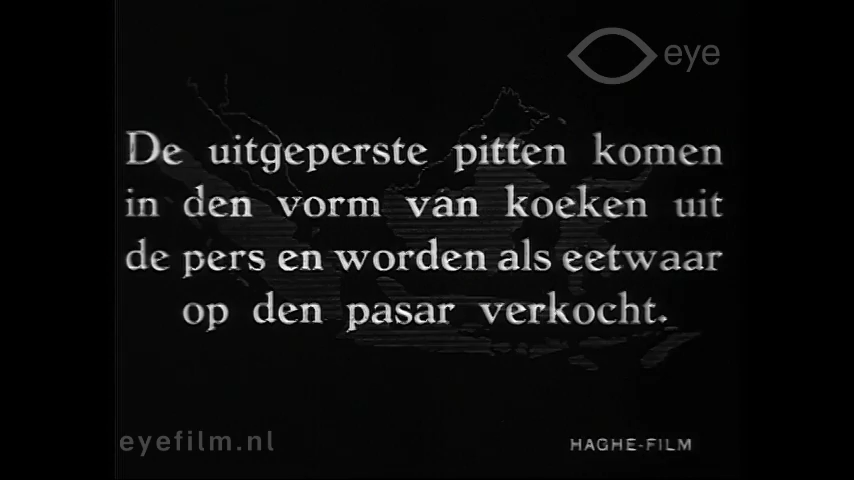 eye
De uitgeperste pitten komen
in den vorm van koeken uit
de pers en worden als eetwaar
op den pasar verkocht.
eyefilm.nl
HAGHE-FILM